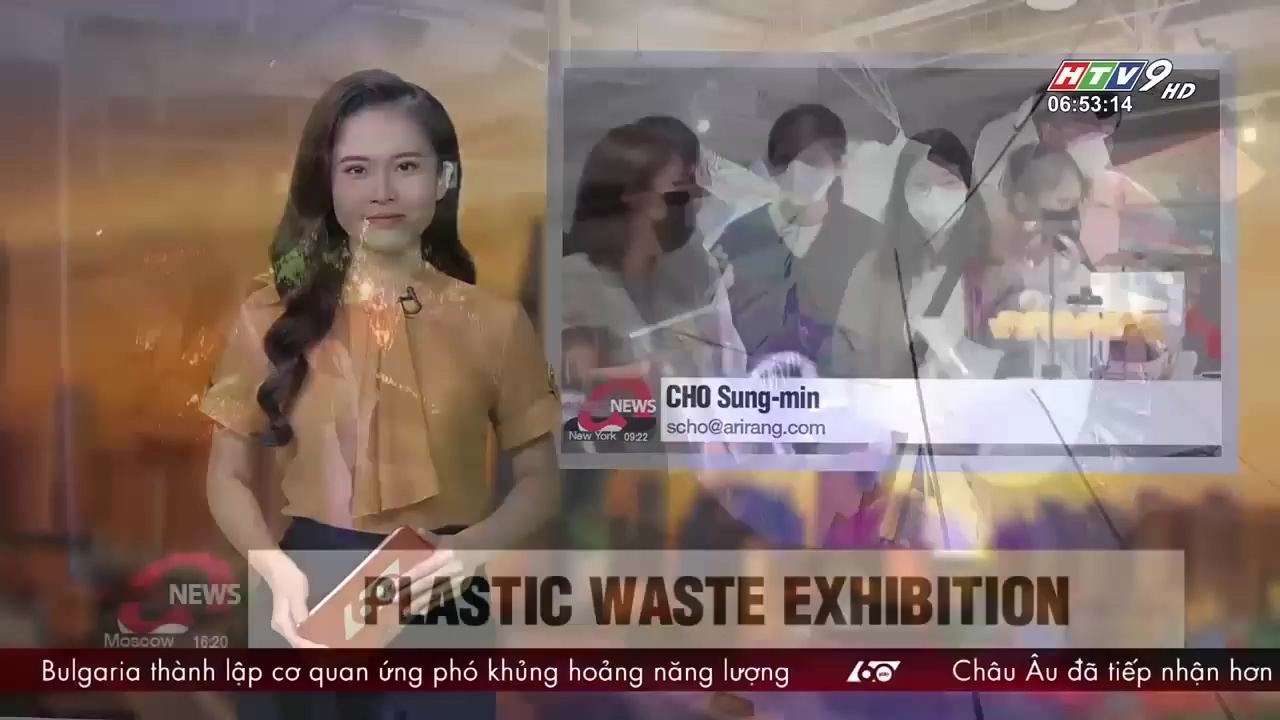 HTV9 HD
06:53:14
NEWS
New York 09:22
CHO Sung-min
scho@arirang.com
NEWS
Moscow 16:20
PLASTIC WASTE EXHIBITION
Bulgaria thành lập cơ quan ứng phó khủng hoảng năng lượng
60
Châu Âu đã tiếp nhận hơn